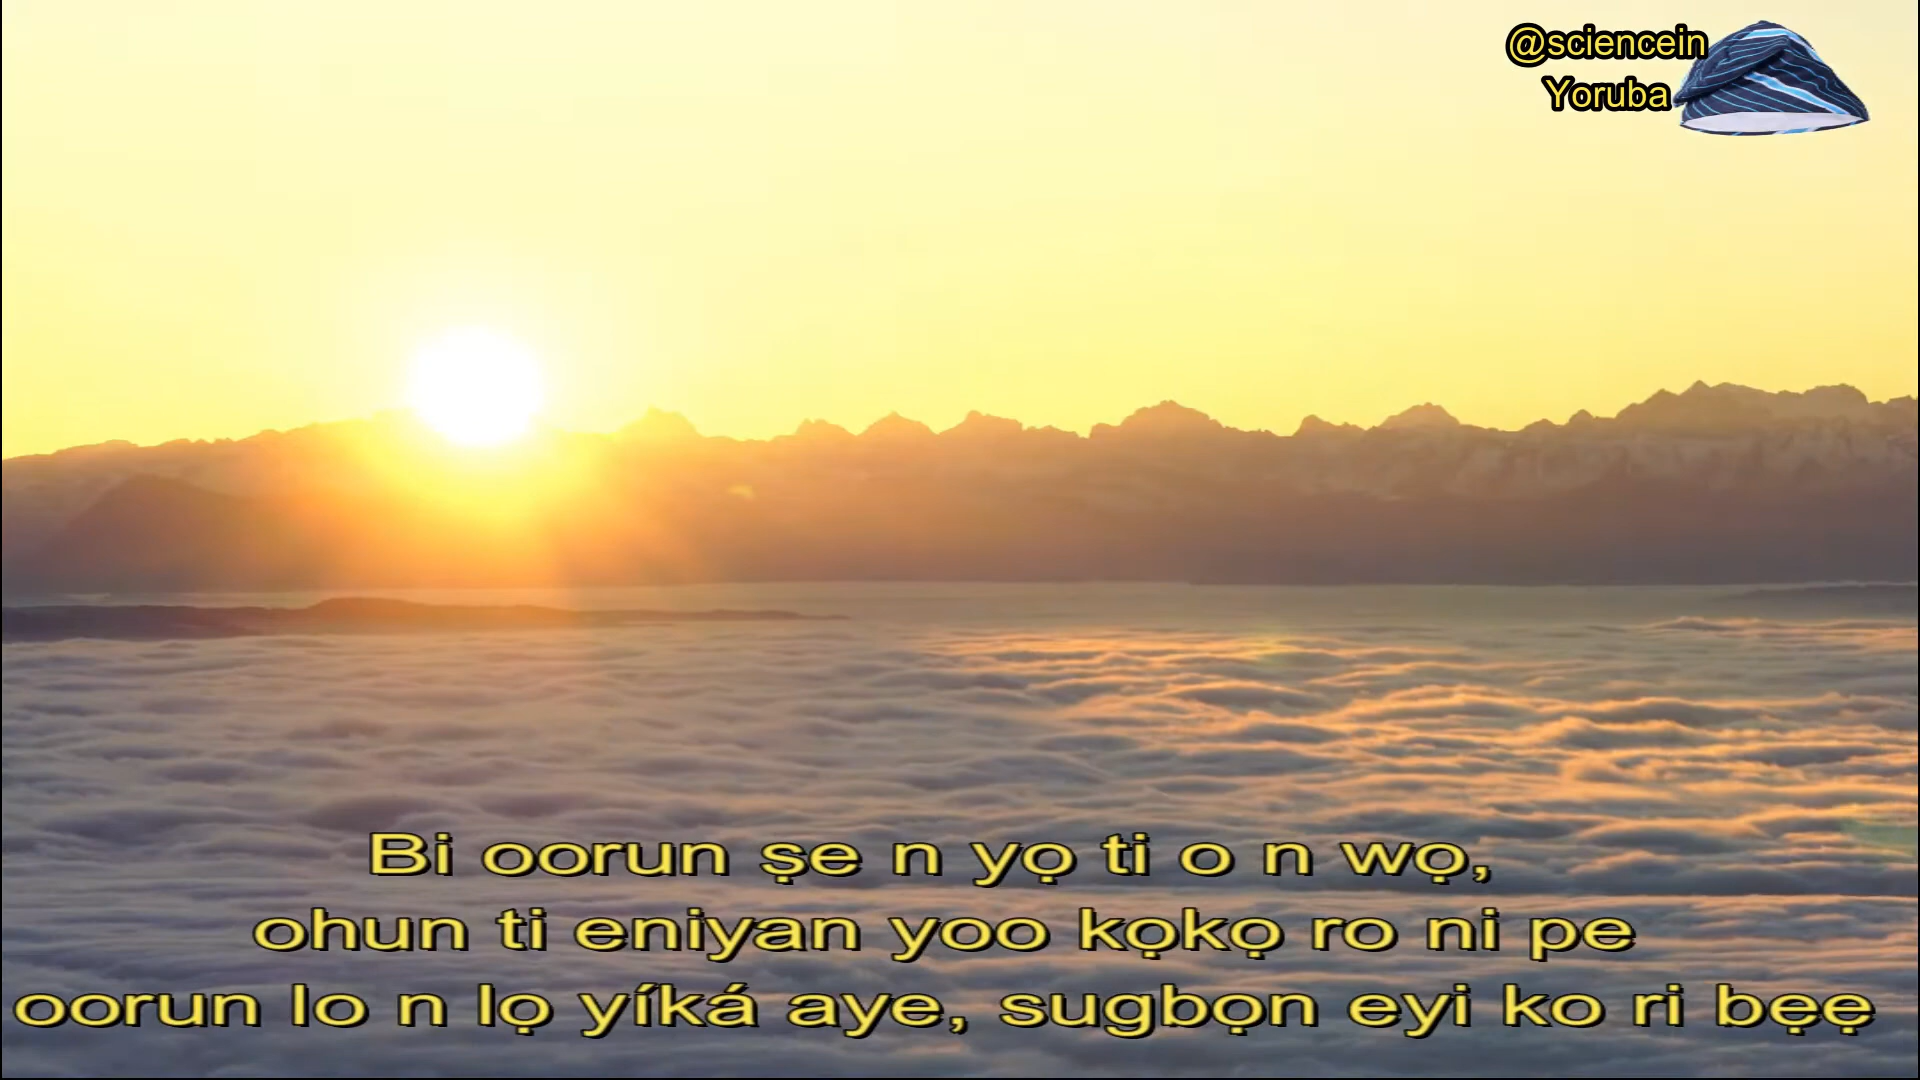 @sciencein
Yoruba
Bi oorun ṣe n yọ ti o n wọ,
ohun ti eniyan yoo kọkọ ro ni pe
oorun lo n lọ yíká aye, sugbọn eyi ko ri bẹẹ